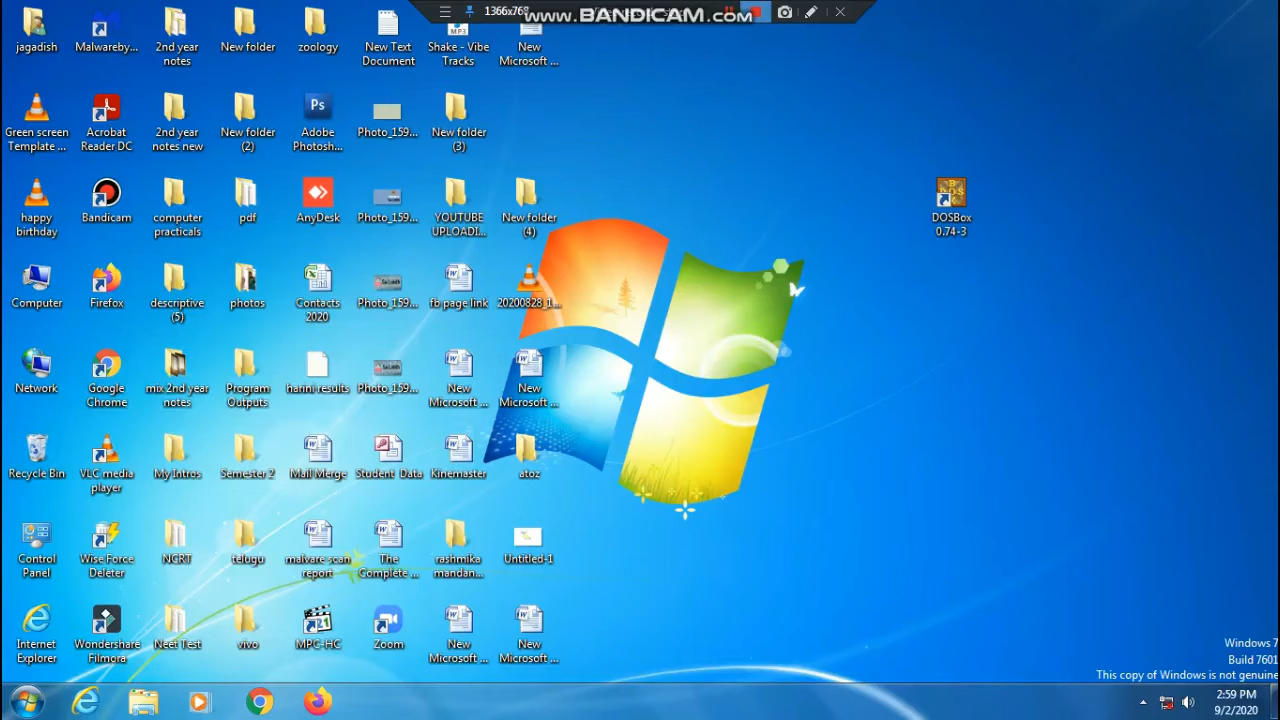 1366x768
www.BANDICAM.com
jagadish
Malwareby...
2nd year
notes
New folder
zoology
New Text
Document
Shake - Vibe
Tracks
New
Microsoft ...
Green screen
Template ...
Acrobat
Reader DC
2nd year
notes new
New folder
(2)
Adobe
Photosh...
Photo_159...
New folder
(3)
happy
birthday
Bandicam
computer
practicals
pdf
AnyDesk
Photo_159...
YOUTUBE
UPLOADI...
New folder
(4)
DOSBox
0.74-3
Computer
Firefox
descriptive
(5)
photos
Contacts
2020
Photo_159...
fb page link
20200828_1...
Network
Google
Chrome
mix 2nd year
notes
Program
Outputs
harini results
Photo_159...
New
Microsoft ...
New
Microsoft ...
Recycle Bin
VLC media
player
My Intros
Semester 2
Mail Merge
Student_Data
Kinemaster
atoz
Control
Panel
Wise Force
Deleter
NCRT
telugu
malvare scan
report
The
Complete ...
rashmika
mandan...
Untitled-1
Internet
Explorer
Wondershare
Filmora
Neet Test
vivo
MPC-HC
Zoom
New
Microsoft ...
New
Microsoft ...
Windows 7
Build 7601
This copy of Windows is not genuine
2:59 PM
9/2/2020